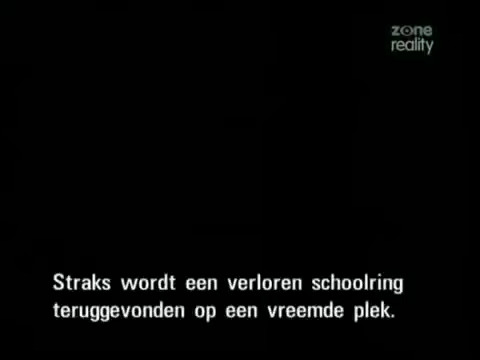 zone
reality
Straks wordt een verloren schoolring
teruggevonden op een vreemde plek.